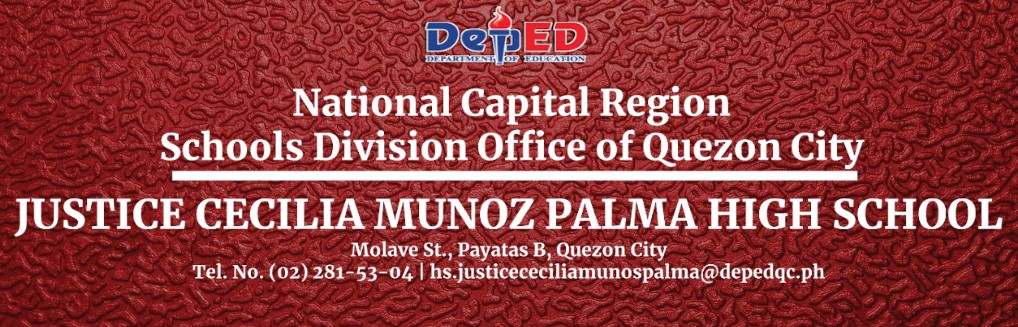 DepED
DEPARTMENT OF EDUCATION
National Capital Region
Schools Division Office of Quezon City
JUSTICE CECILIA MUNOZ PALMA HIGH SCHOOL
Molave St., Payatas B, Quezon City
Tel. No. (02) 281-53-04 | hs.justicececiliamunospalma@depedqc.ph